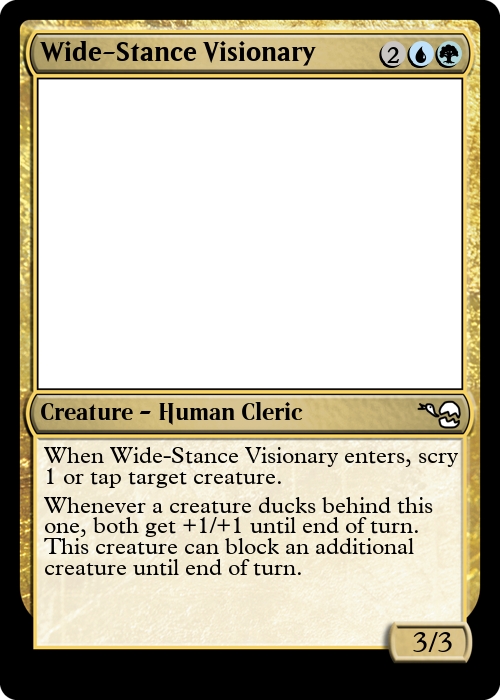 Wide-Stance Visionary 2
Creature – Human Cleric
When Wide-Stance Visionary enters, scry
1 or tap target creature.
Whenever a creature ducks behind this
one, both get +1/+1 until end of turn.
This creature can block an additional
creature until end of turn.
3/3